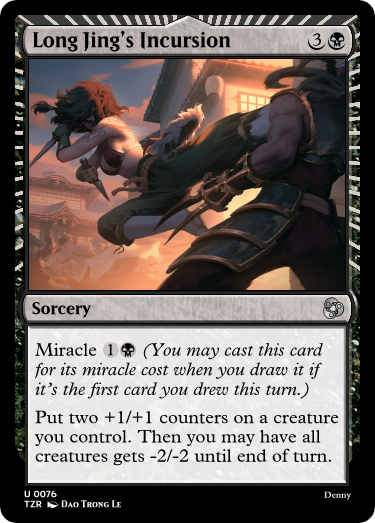 Long Jing's Incursion 3
Sorcery
Miracle 1 (You may cast this card
for its miracle cost when you draw it if
it's the first card you drew this turn.)
Put two +1/+1 counters on a creature
you control. Then you may have all
creatures gets -2/-2 until end of turn.
U 0076
Denny
TZR Dao Trong Le